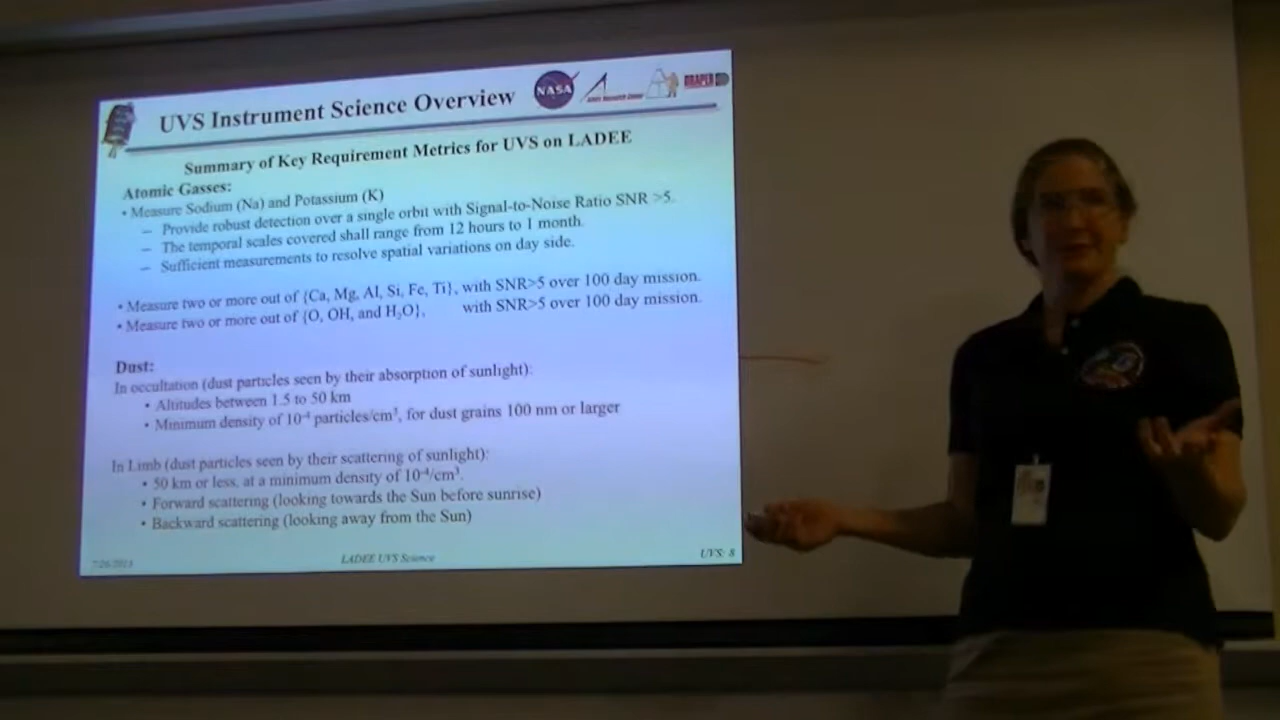 UVS Instrument Science Overview
NASA
DRAPER
Summary of Key Requirement Metrics for UVS on LADEE
Atomic Gasses:
• Measure Sodium (Na) and Potassium (K)
– Provide robust detection over a single orbit with Signal-to-Noise Ratio SNR >5.
– The temporal scales covered shall range from 12 hours to 1 month.
– Sufficient measurements to resolve spatial variations on day side.
• Measure two or more out of {Ca, Mg, Al, Si, Fe, Ti}, with SNR>5 over 100 day mission.
• Measure two or more out of {O, OH, and H₂O}, with SNR>5 over 100 day mission.
Dust:
In occultation (dust particles seen by their absorption of sunlight):
• Altitudes between 1.5 to 50 km
• Minimum density of 10⁻⁴ particles/cm³, for dust grains 100 nm or larger
In Limb (dust particles seen by their scattering of sunlight):
• 50 km or less, at a minimum density of 10⁻⁴/cm³.
• Forward scattering (looking towards the Sun before sunrise)
• Backward scattering (looking away from the Sun)
LADEE UVS Science
UVS: 8